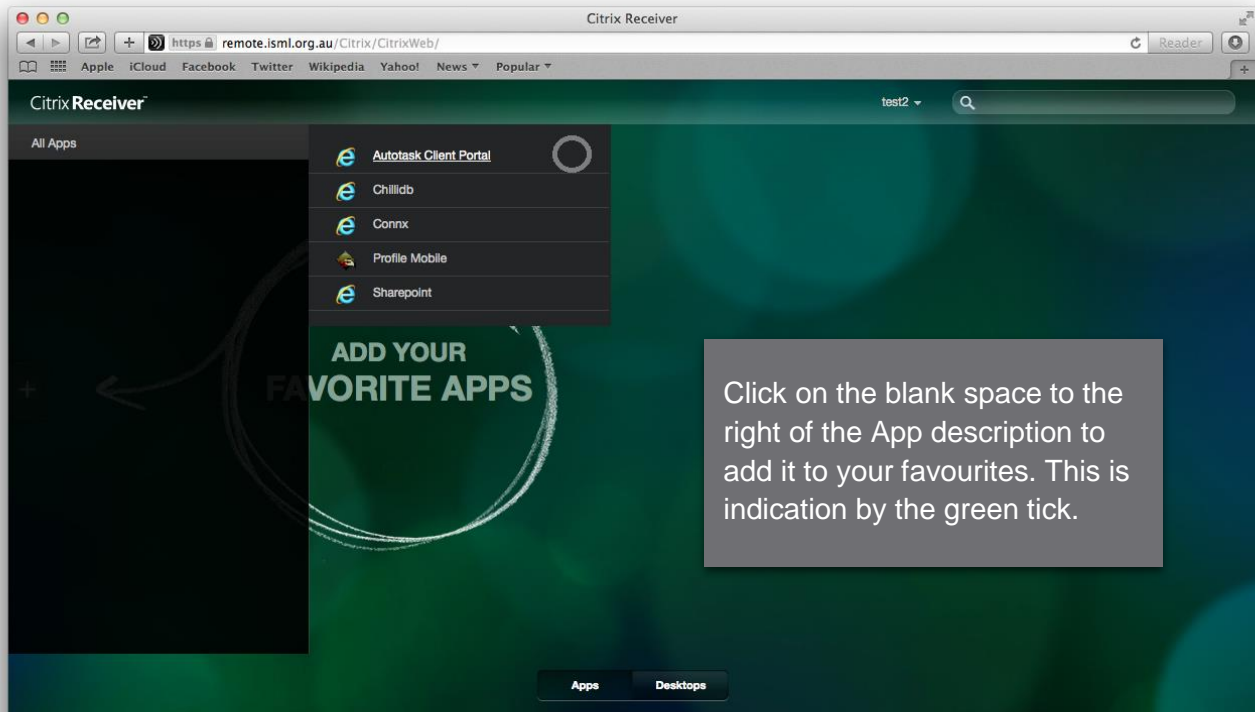 Citrix Receiver
https remote.isml.org.au/Citrix/CitrixWeb/
Reader
Apple iCloud Facebook Twitter Wikipedia Yahoo! News Popular
Citrix Receiver
test2
All Apps
Autotask Client Portal
Chillidb
Connx
Profile Mobile
Sharepoint
ADD YOUR
FAVORITE APPS
Click on the blank space to the
right of the App description to
add it to your favourites. This is
indication by the green tick.
Apps Desktops